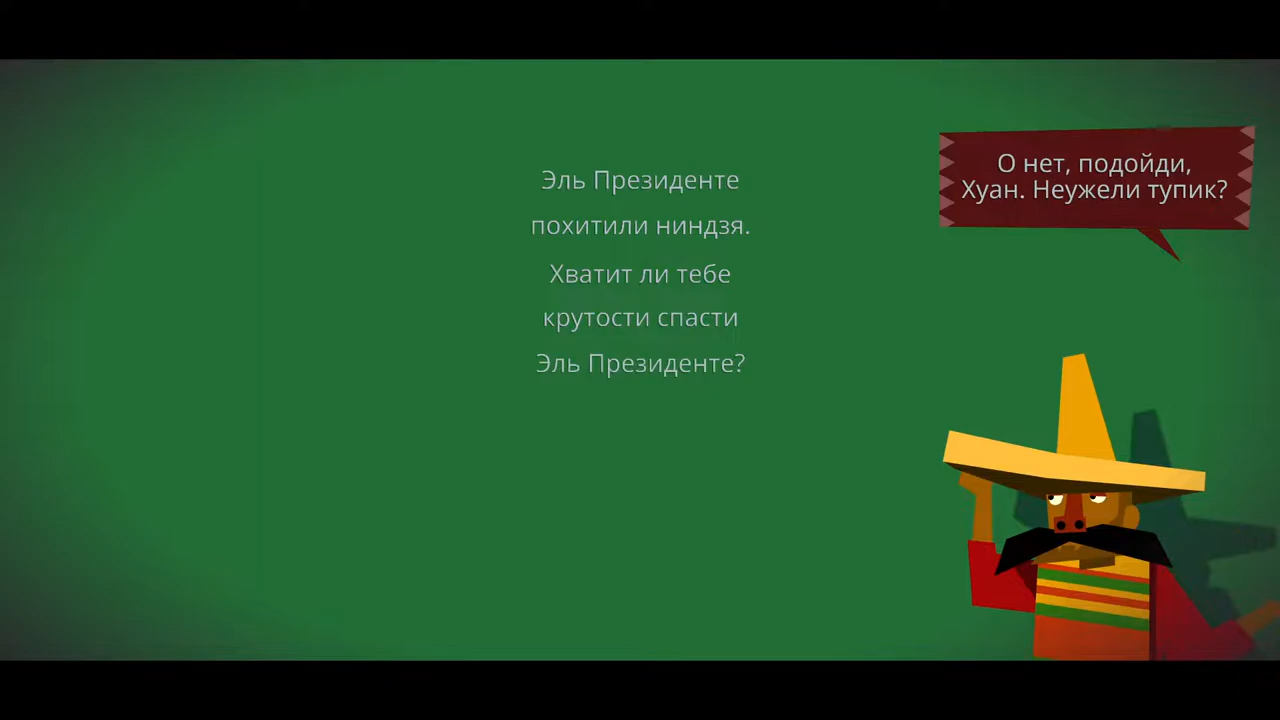 Эль Президенте
похитили ниндзя.
Хватит ли тебе
крутости спасти
Эль Президенте?
О нет, подойди,
Хуан. Неужели тупик?